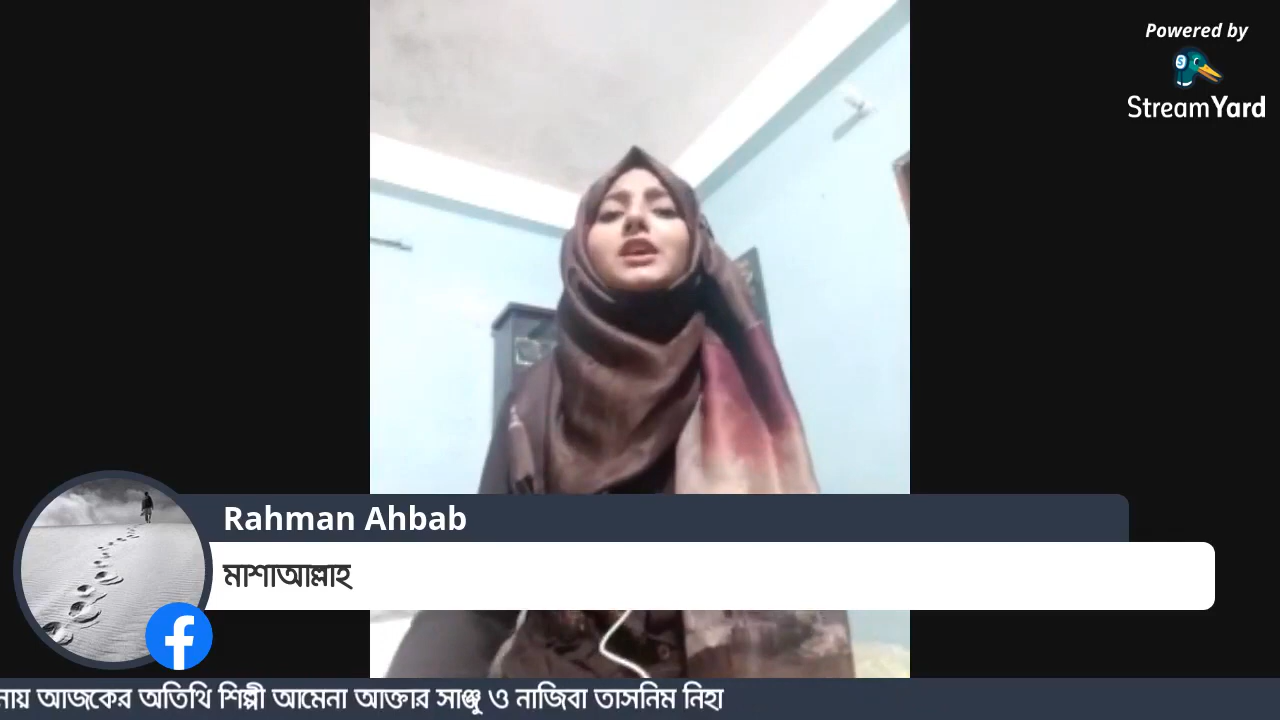 Powered by
StreamYard
Rahman Ahbab
মাশাআল্লাহ
আজকের অতিথি শিল্পী আমেনা আক্তার সাঞ্জু ও নাজিবা তাসনিম নিহা